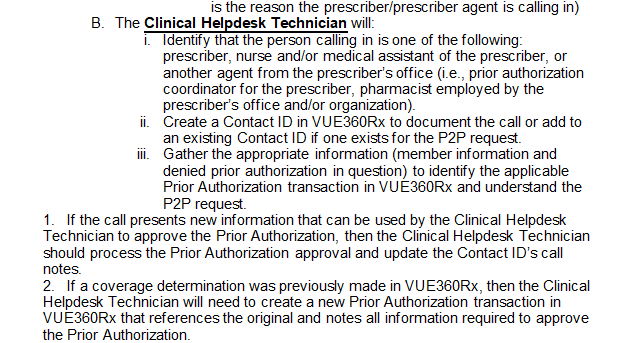 is the reason the prescriber/prescriber agent is calling in)
B. The Clinical Helpdesk Technician will:
i. Identify that the person calling in is one of the following:
prescriber, nurse and/or medical assistant of the prescriber, or
another agent from the prescriber's office (i.e., prior authorization
coordinator for the prescriber, pharmacist employed by the
prescriber's office and/or organization).
ii. Create a Contact ID in VUE360Rx to document the call or add to
an existing Contact ID if one exists for the P2P request.
iii. Gather the appropriate information (member information and
denied prior authorization in question) to identify the applicable
Prior Authorization transaction in VUE360Rx and understand the
P2P request.
1. If the call presents new information that can be used by the Clinical Helpdesk
Technician to approve the Prior Authorization, then the Clinical Helpdesk Technician
should process the Prior Authorization approval and update the Contact ID's call
notes.
2. If a coverage determination was previously made in VUE360Rx, then the Clinical
Helpdesk Technician will need to create a new Prior Authorization transaction in
VUE360Rx that references the original and notes all information required to approve
the Prior Authorization.